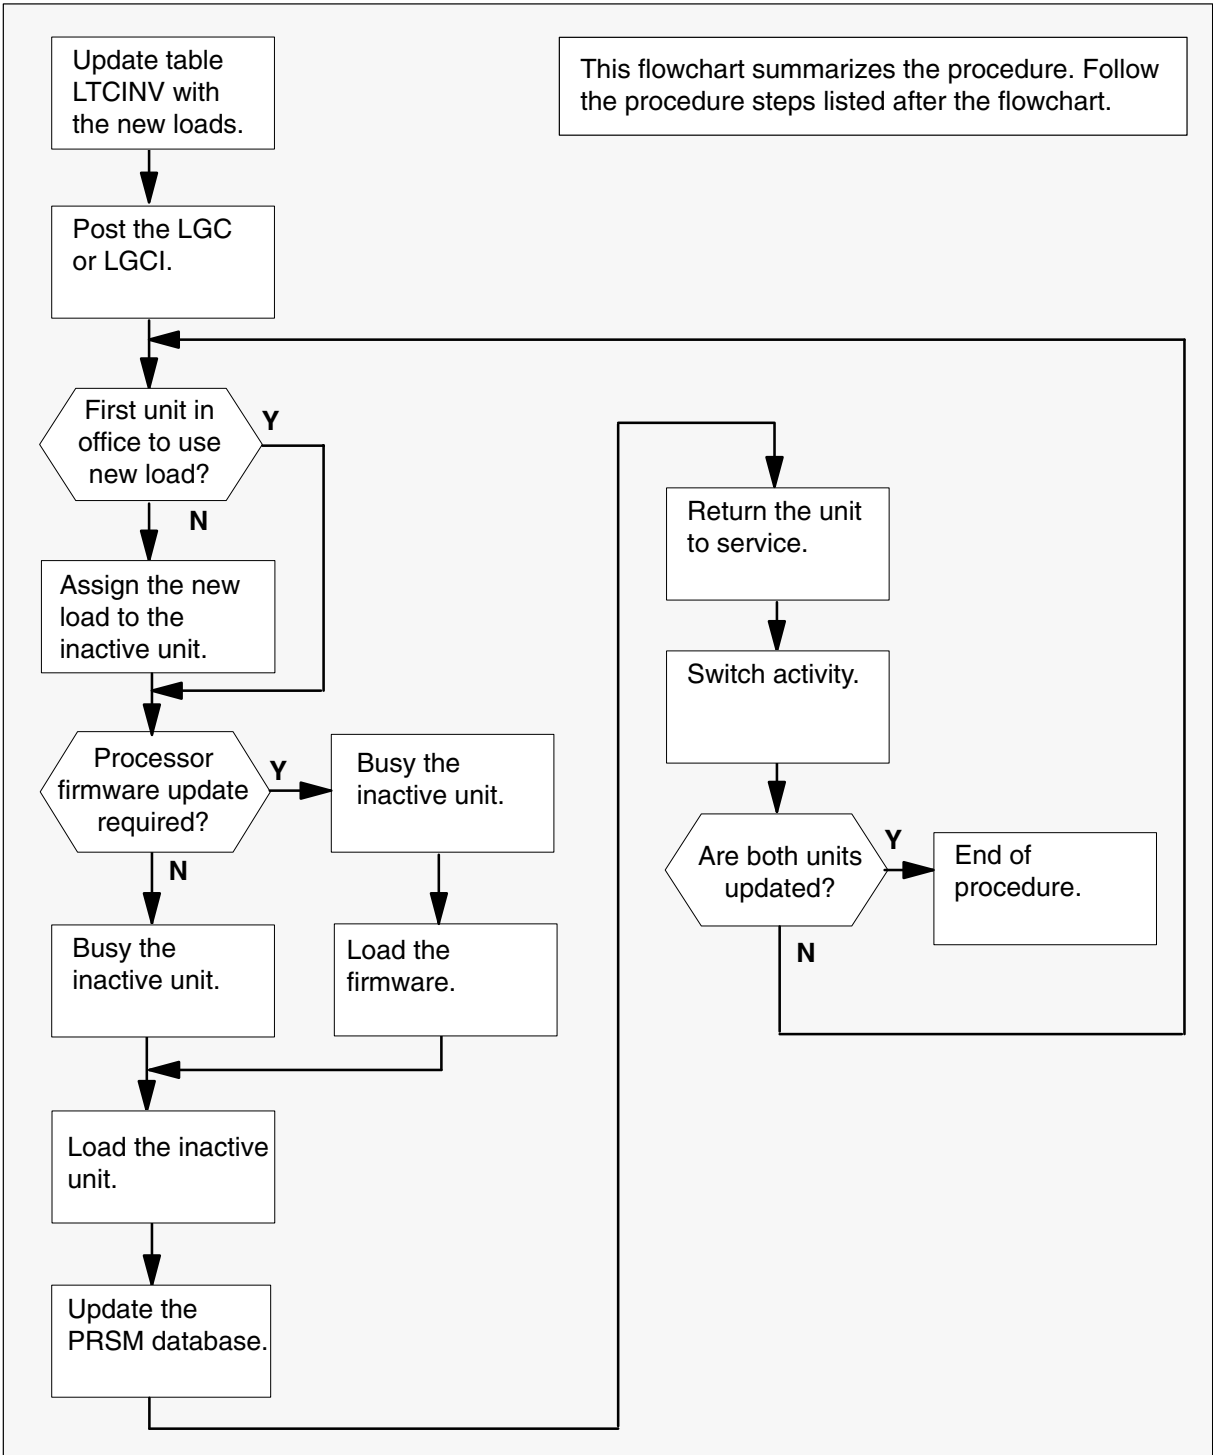 Update table
LTCINV with
the new loads.
This flowchart summarizes the procedure. Follow
the procedure steps listed after the flowchart.
Post the LGC
or LGCI.
First unit in
office to use
new load?
Y
N
Assign the new
load to the
inactive unit.
Processor
firmware update
required?
Y
N
Busy the
inactive unit.
Load the
firmware.
Busy the
inactive unit.
Load the inactive
unit.
Update the
PRSM database.
Return the unit
to service.
Switch activity.
Are both units
updated?
Y
N
End of
procedure.